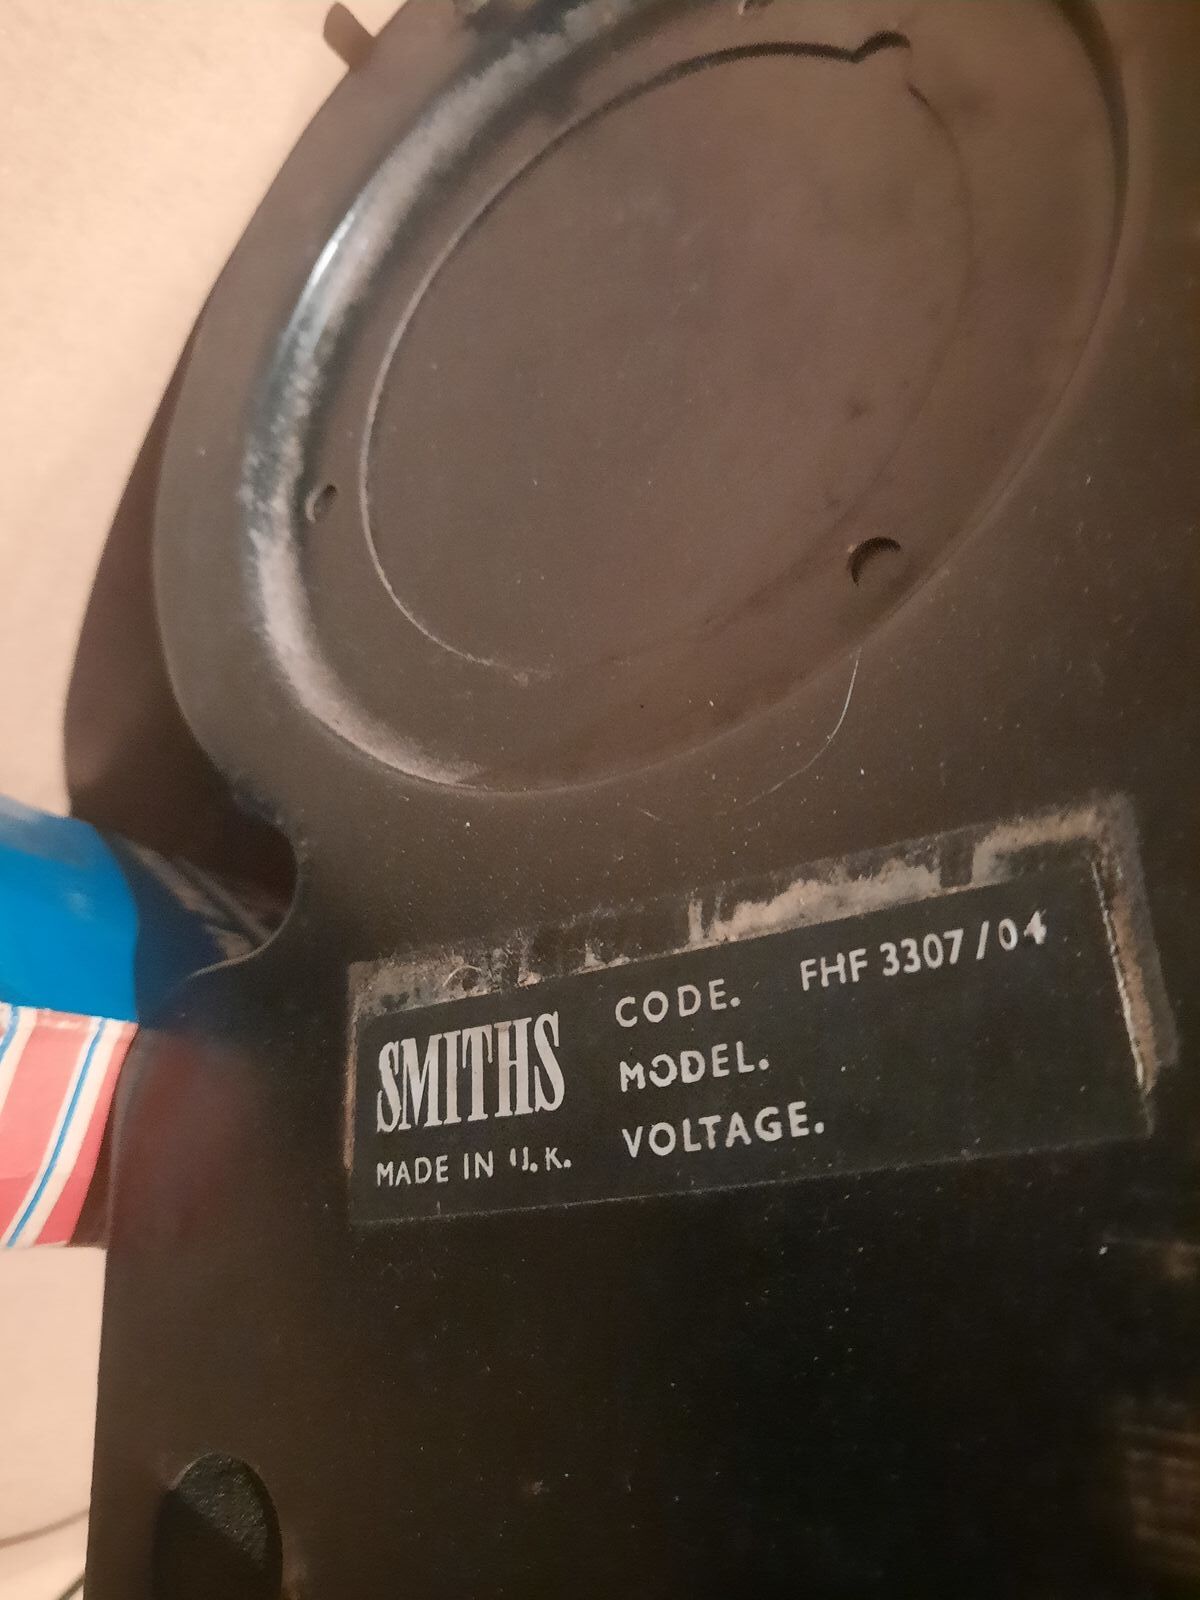 SMITHS
MADE IN U.K.
CODE. FHF 3307/04
MODEL.
VOLTAGE.